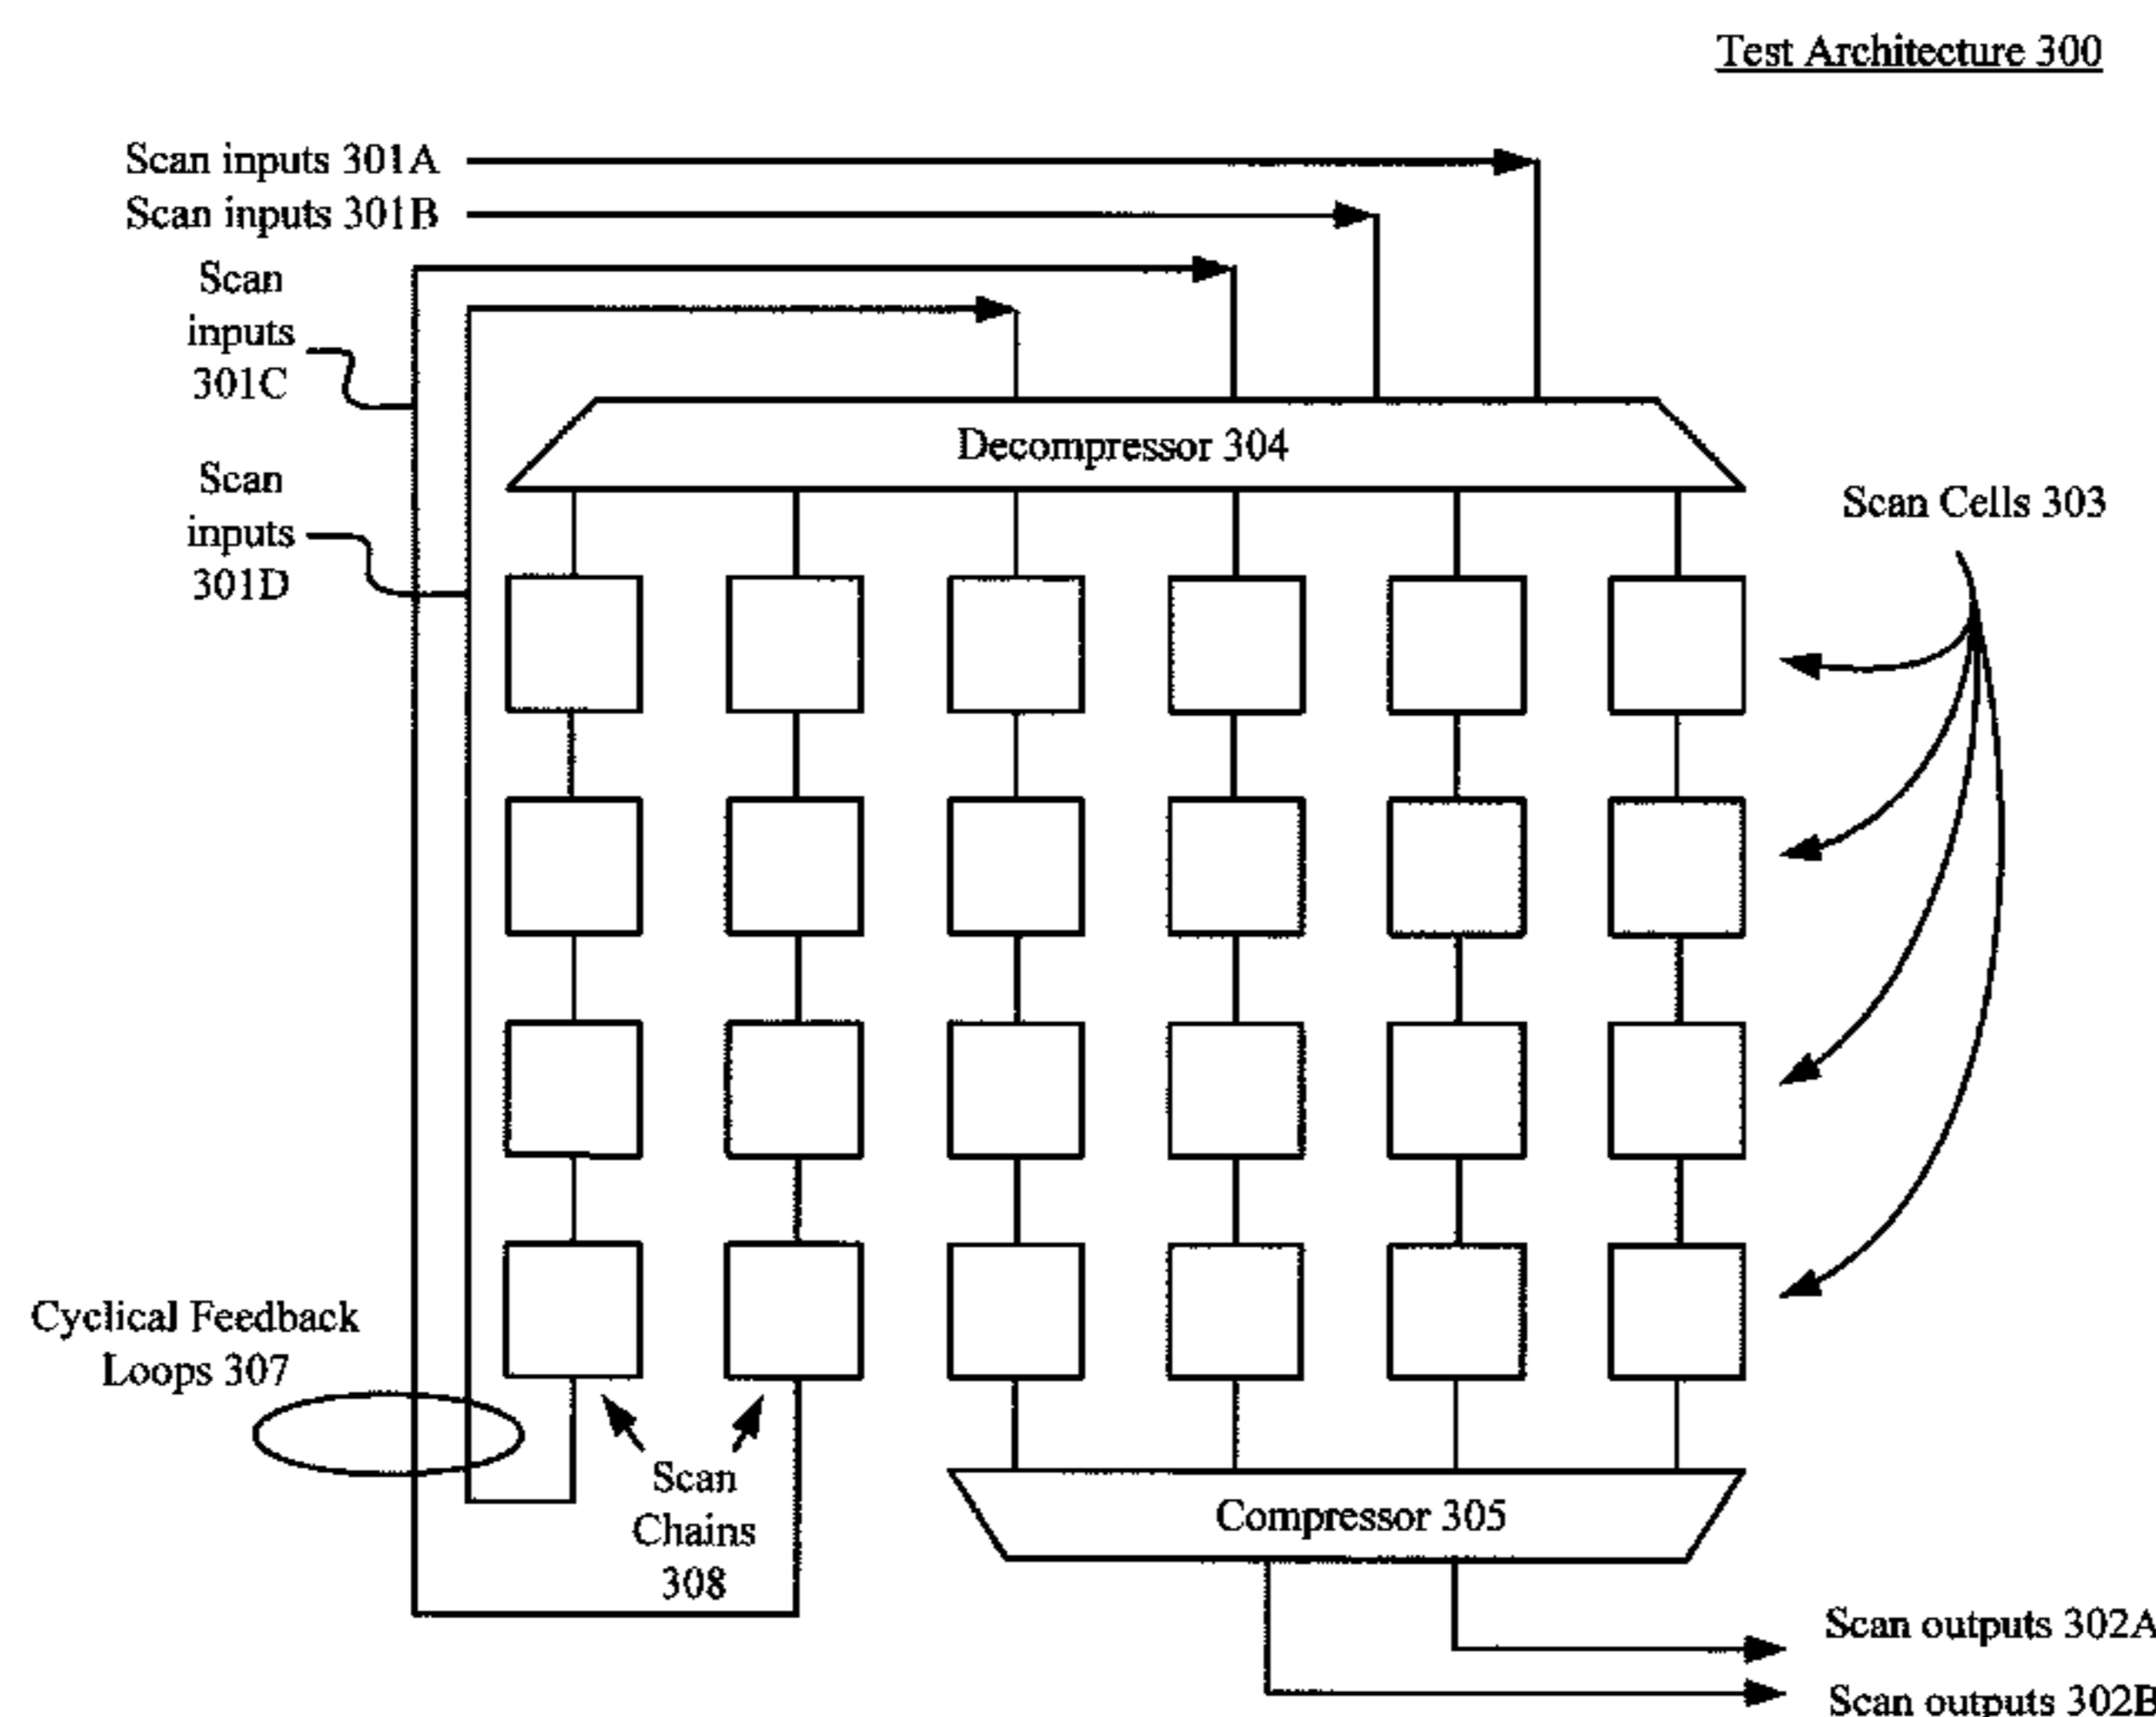 Test Architecture 300
Scan inputs 301A
Scan inputs 301B
Scan
inputs
301C
Decompressor 304
Scan
inputs
301D
Scan Cells 303
Cyclical Feedback
Loops 307
Scan
Chains
308
Compressor 305
Scan outputs 302A
Scan outputs 302B